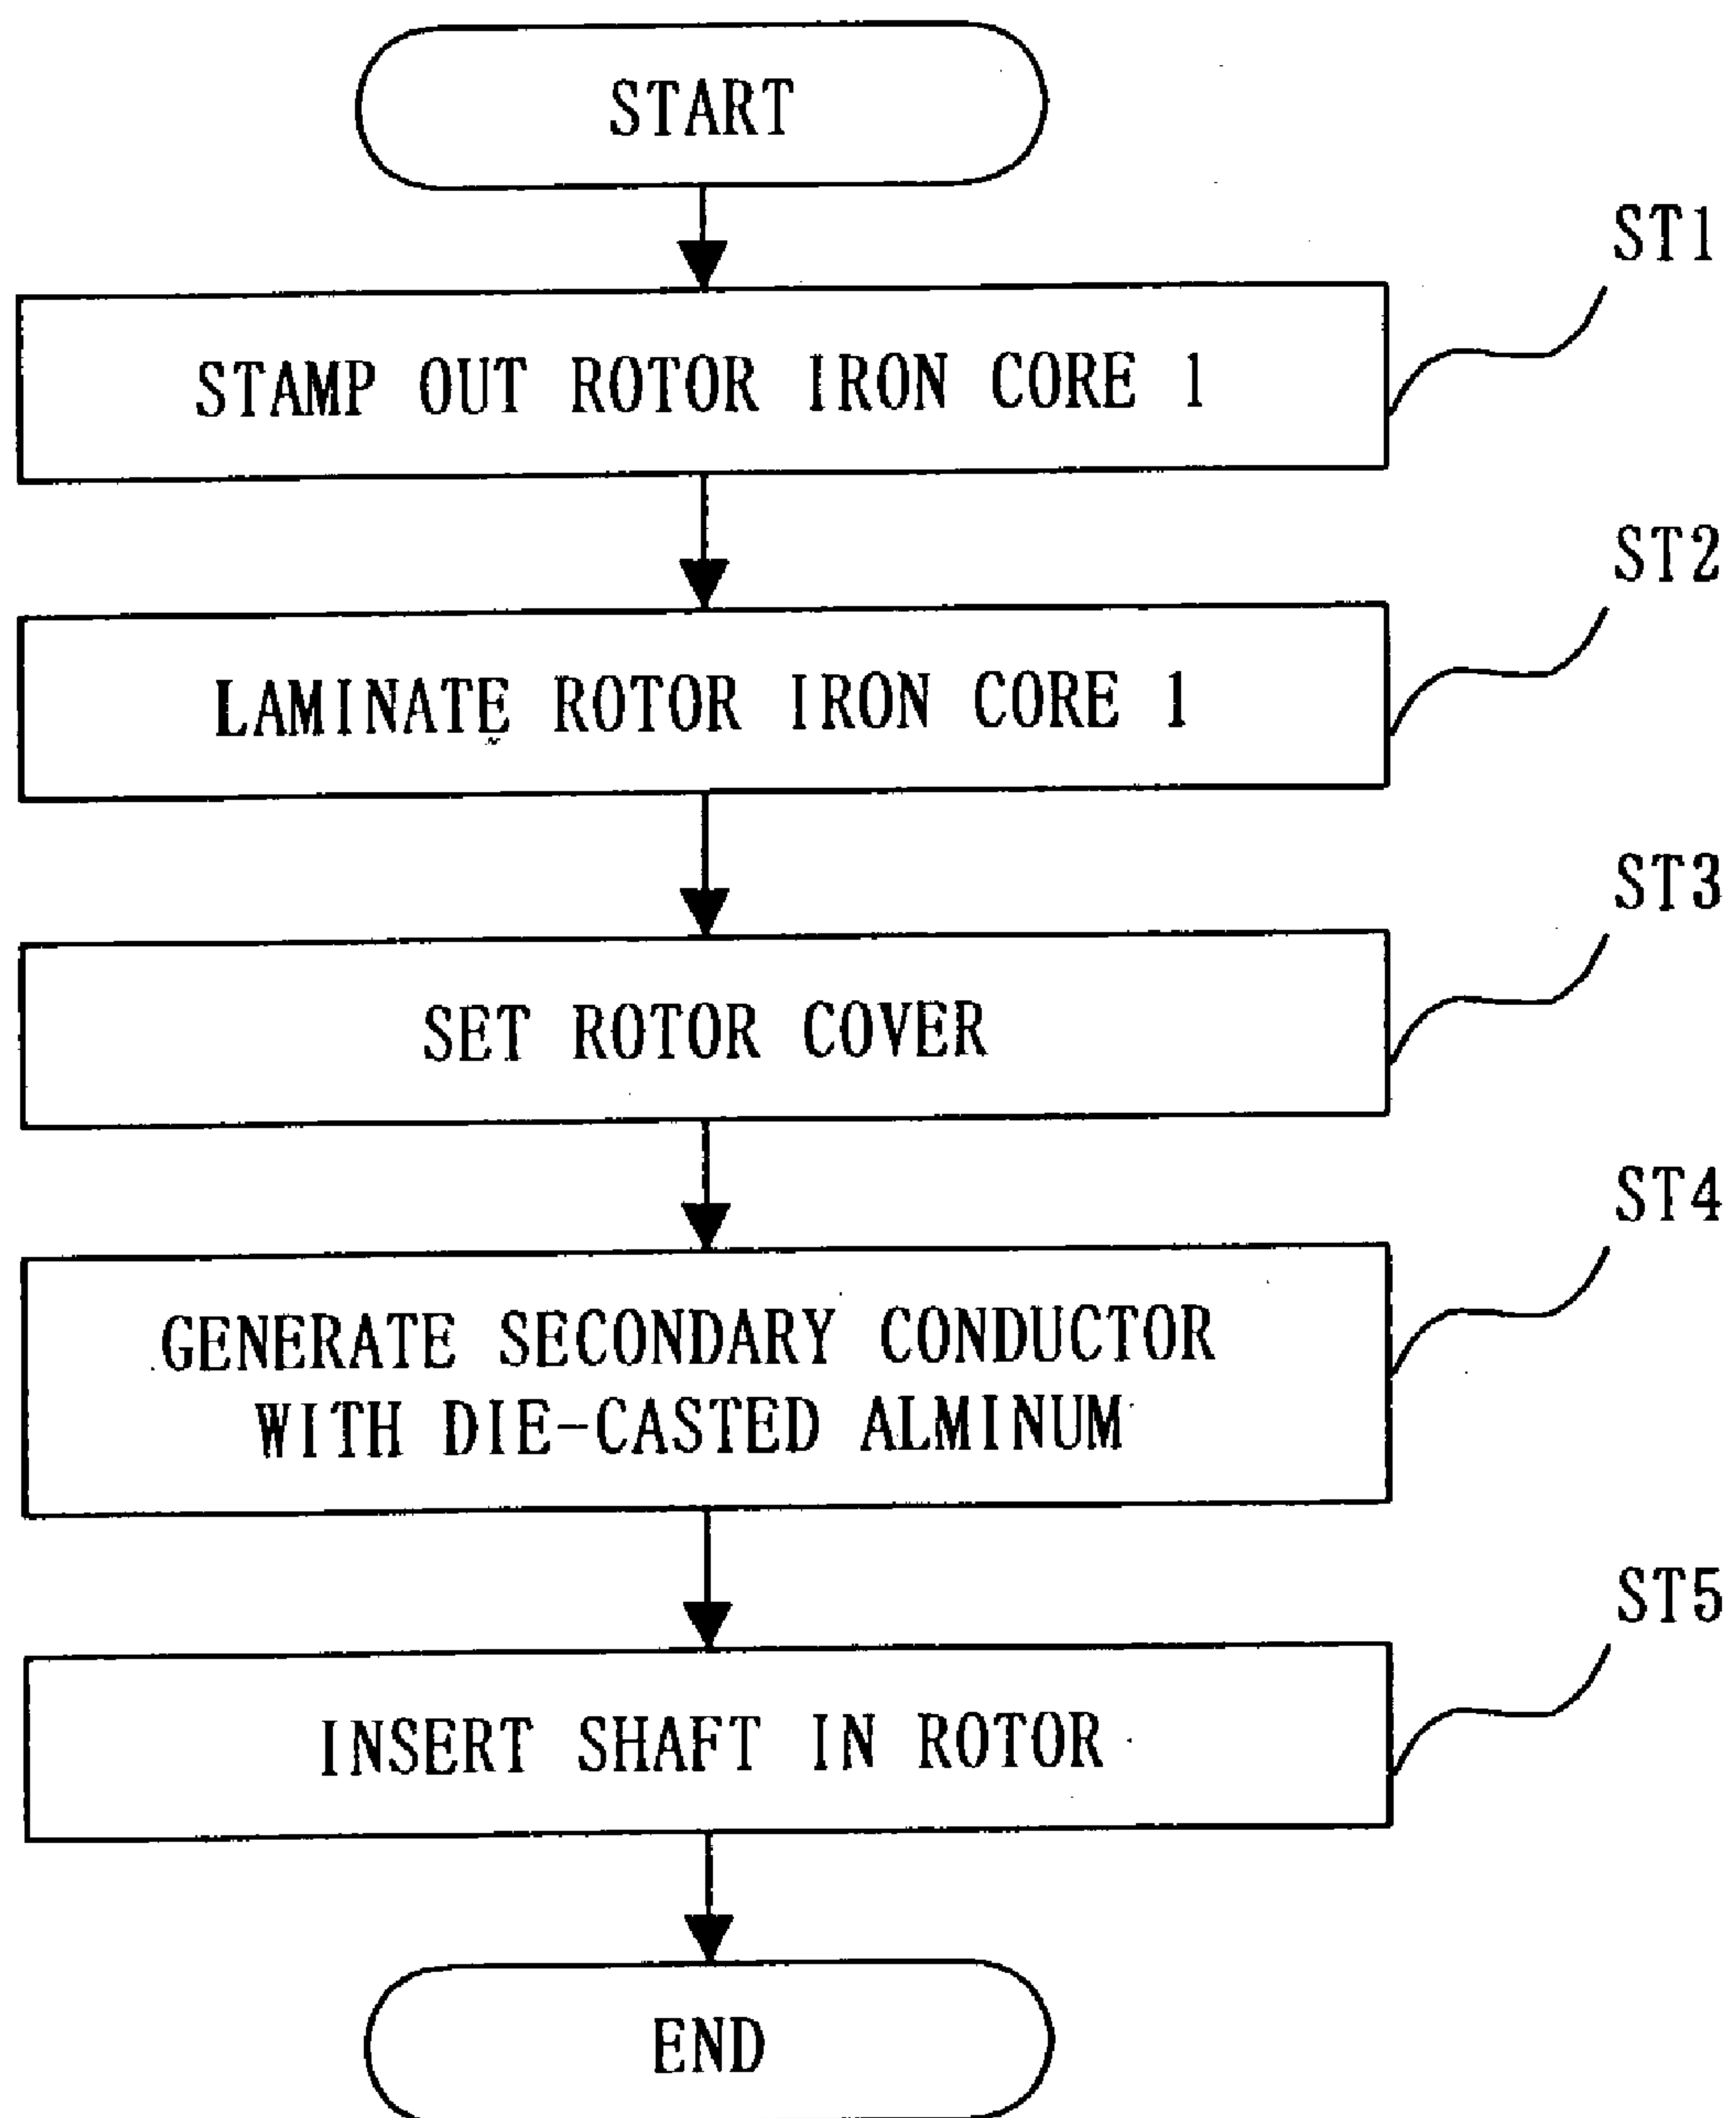 START
ST1
STAMP OUT ROTOR IRON CORE 1
ST2
LAMINATE ROTOR IRON CORE 1
ST3
SET ROTOR COVER
ST4
GENERATE SECONDARY CONDUCTOR
WITH DIE-CASTED ALMINUM
ST5
INSERT SHAFT IN ROTOR
END